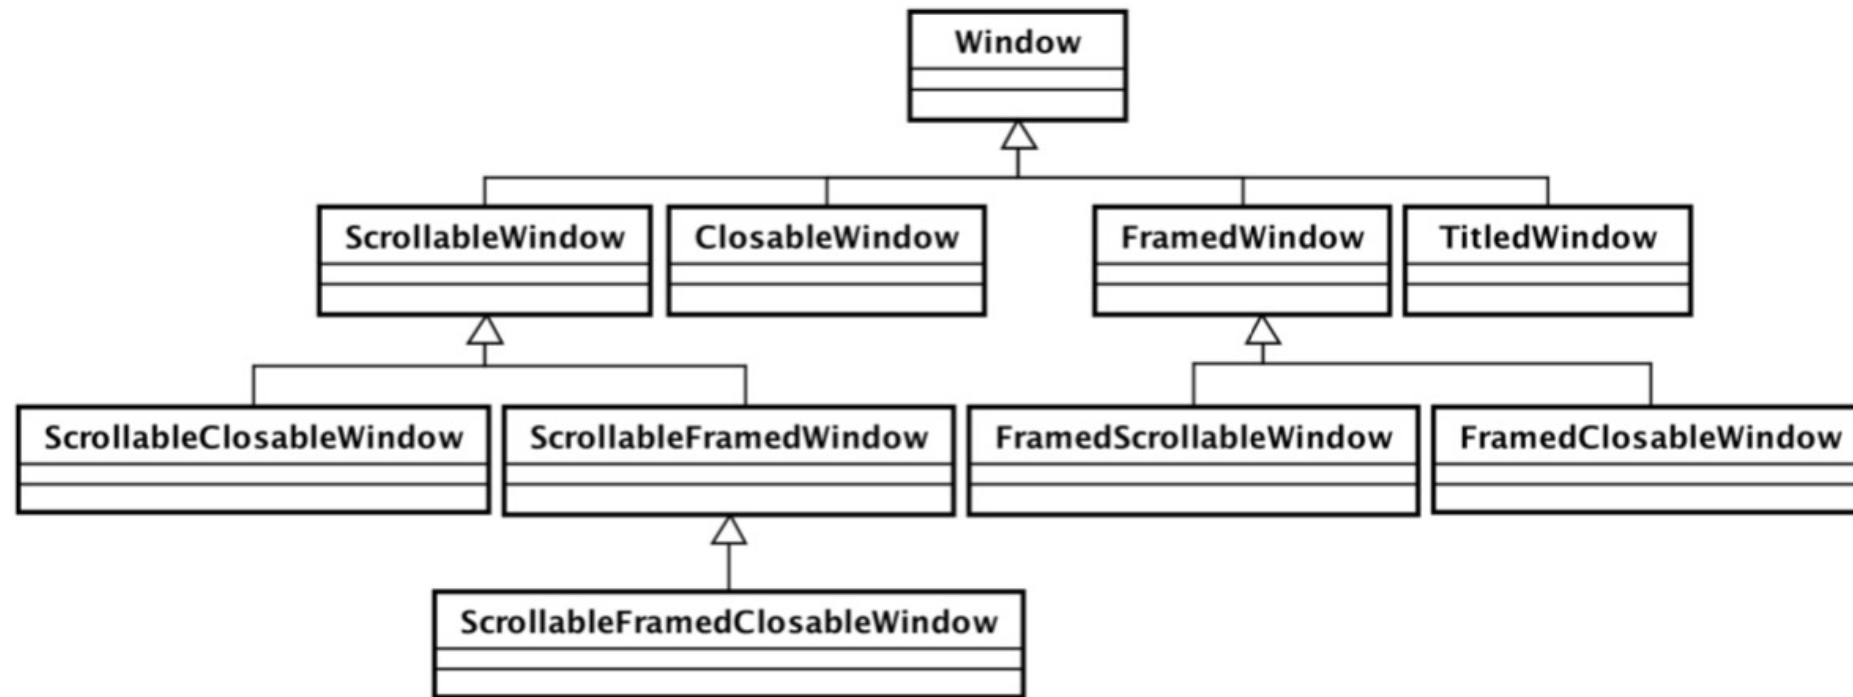 Window
ScrollableWindow
ClosableWindow
FramedWindow
TitledWindow
ScrollableClosableWindow
ScrollableFramedWindow
FramedScrollableWindow
FramedClosableWindow
ScrollableFramedClosableWindow